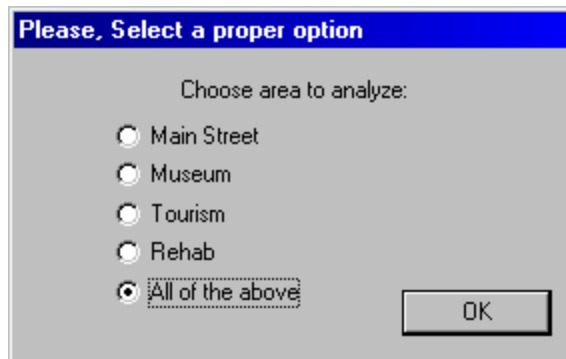 Please, Select a proper option
Choose area to analyze:
Main Street
Museum
Tourism
Rehab
All of the above
OK